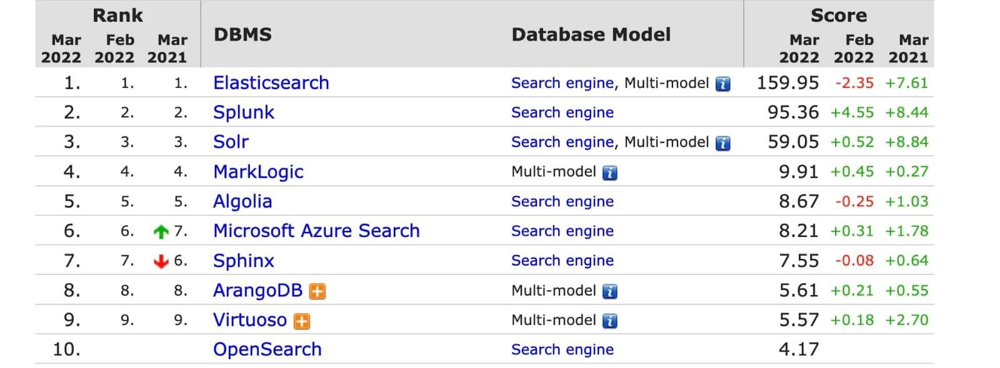 Rank DBMS Database Model Score
Mar 2022 Feb 2022 Mar 2021 Mar 2022 Feb 2022 Mar 2021
1. 1. 1. Elasticsearch Search engine, Multi-model i 159.95 -2.35 +7.61
2. 2. 2. Splunk Search engine 95.36 +4.55 +8.44
3. 3. 3. Solr Search engine, Multi-model i 59.05 +0.52 +8.84
4. 4. 4. MarkLogic Multi-model i 9.91 +0.45 +0.27
5. 5. 5. Algolia Search engine 8.67 -0.25 +1.03
6. 6. 7. Microsoft Azure Search Search engine 8.21 +0.31 +1.78
7. 7. 6. Sphinx Search engine 7.55 -0.08 +0.64
8. 8. 8. ArangoDB + Multi-model i 5.61 +0.21 +0.55
9. 9. 9. Virtuoso + Multi-model i 5.57 +0.18 +2.70
10. OpenSearch Search engine 4.17